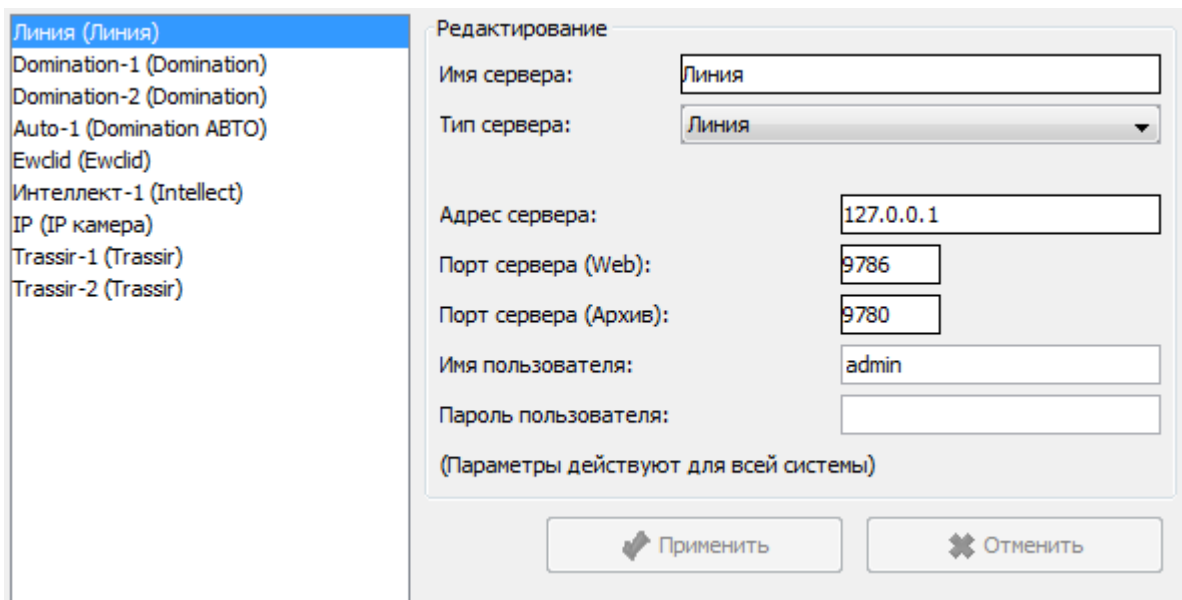 Линия (Линия)
Domination-1 (Domination)
Domination-2 (Domination)
Auto-1 (Domination АВТО)
Ewclid (Ewclid)
Интеллект-1 (Intellect)
IP (IP камера)
Trassir-1 (Trassir)
Trassir-2 (Trassir)
Редактирование
Имя сервера: Линия
Тип сервера: Линия
Адрес сервера: 127.0.0.1
Порт сервера (Web): 9786
Порт сервера (Архив): 9780
Имя пользователя: admin
Пароль пользователя:
(Параметры действуют для всей системы)
Применить Отменить